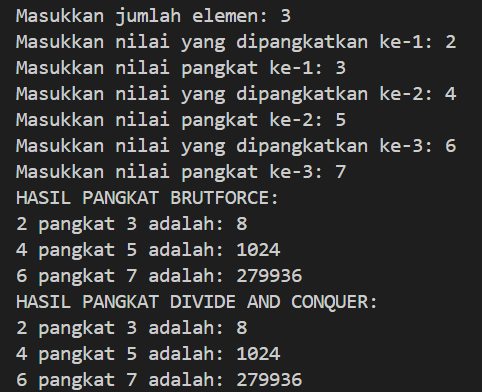 Masukkan jumlah elemen: 3
Masukkan nilai yang dipangkatkan ke-1: 2
Masukkan nilai pangkat ke-1: 3
Masukkan nilai yang dipangkatkan ke-2: 4
Masukkan nilai pangkat ke-2: 5
Masukkan nilai yang dipangkatkan ke-3: 6
Masukkan nilai pangkat ke-3: 7
HASIL PANGKAT BRUTFORCE:
2 pangkat 3 adalah: 8
4 pangkat 5 adalah: 1024
6 pangkat 7 adalah: 279936
HASIL PANGKAT DIVIDE AND CONQUER:
2 pangkat 3 adalah: 8
4 pangkat 5 adalah: 1024
6 pangkat 7 adalah: 279936